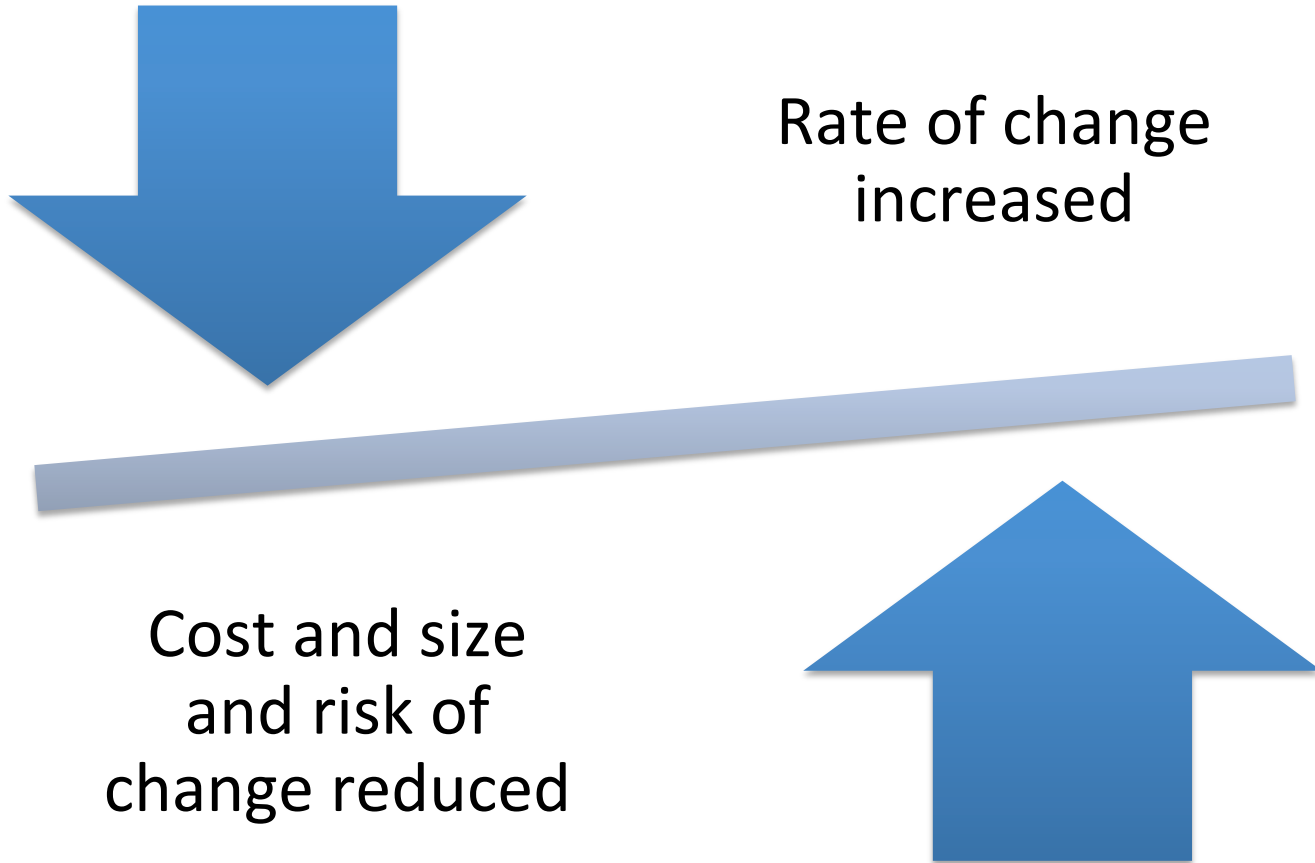 Rate of change
increased
Cost and size
and risk of
change reduced